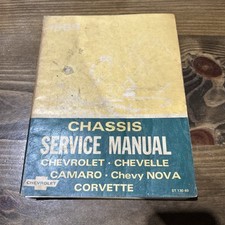 CHASSIS
SERVICE MANUAL
CHEVROLET · CHEVELLE
CAMARO · Chevy NOVA
CORVETTE
CHEVROLET